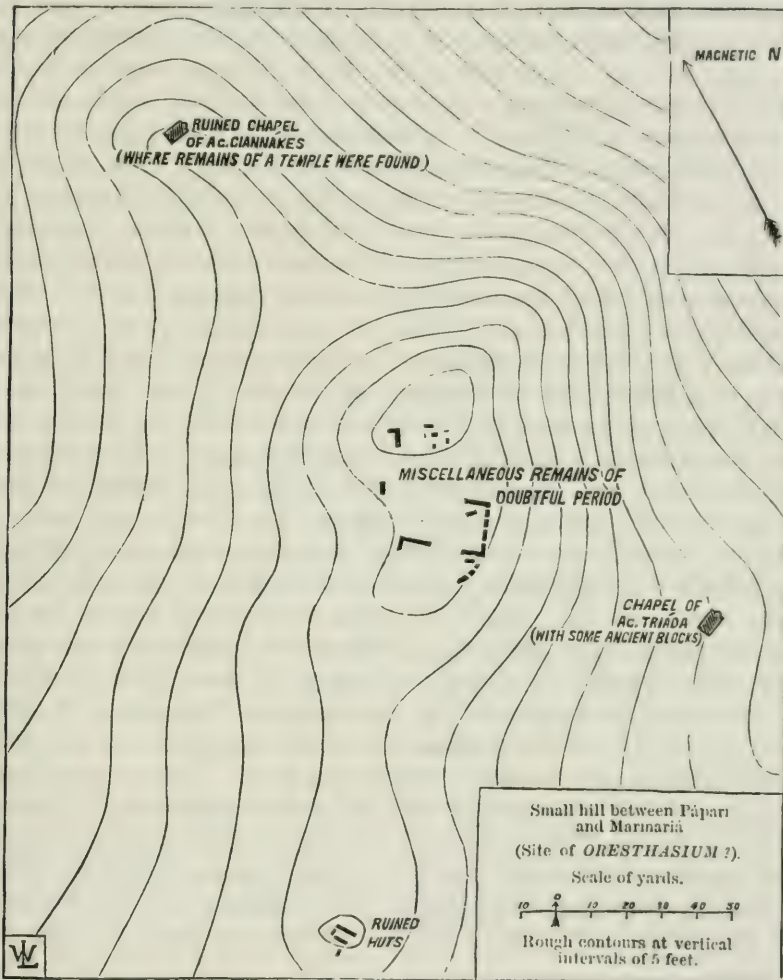 MAGNETIC N
RUINED CHAPEL
OF AG. GIANNAKES
(WHERE REMAINS OF A TEMPLE WERE FOUND)
MISCELLANEOUS REMAINS OF
DOUBTFUL PERIOD
CHAPEL OF
AG. TRIÁDA
(WITH SOME ANCIENT BLOCKS)
RUINED
HUTS
Small hill between Pápari
and Marmariá
(Site of ORESTHASIUM ?).
Scale of yards.
10 0 10 20 30 40 50
Rough contours at vertical
intervals of 5 feet.
WL